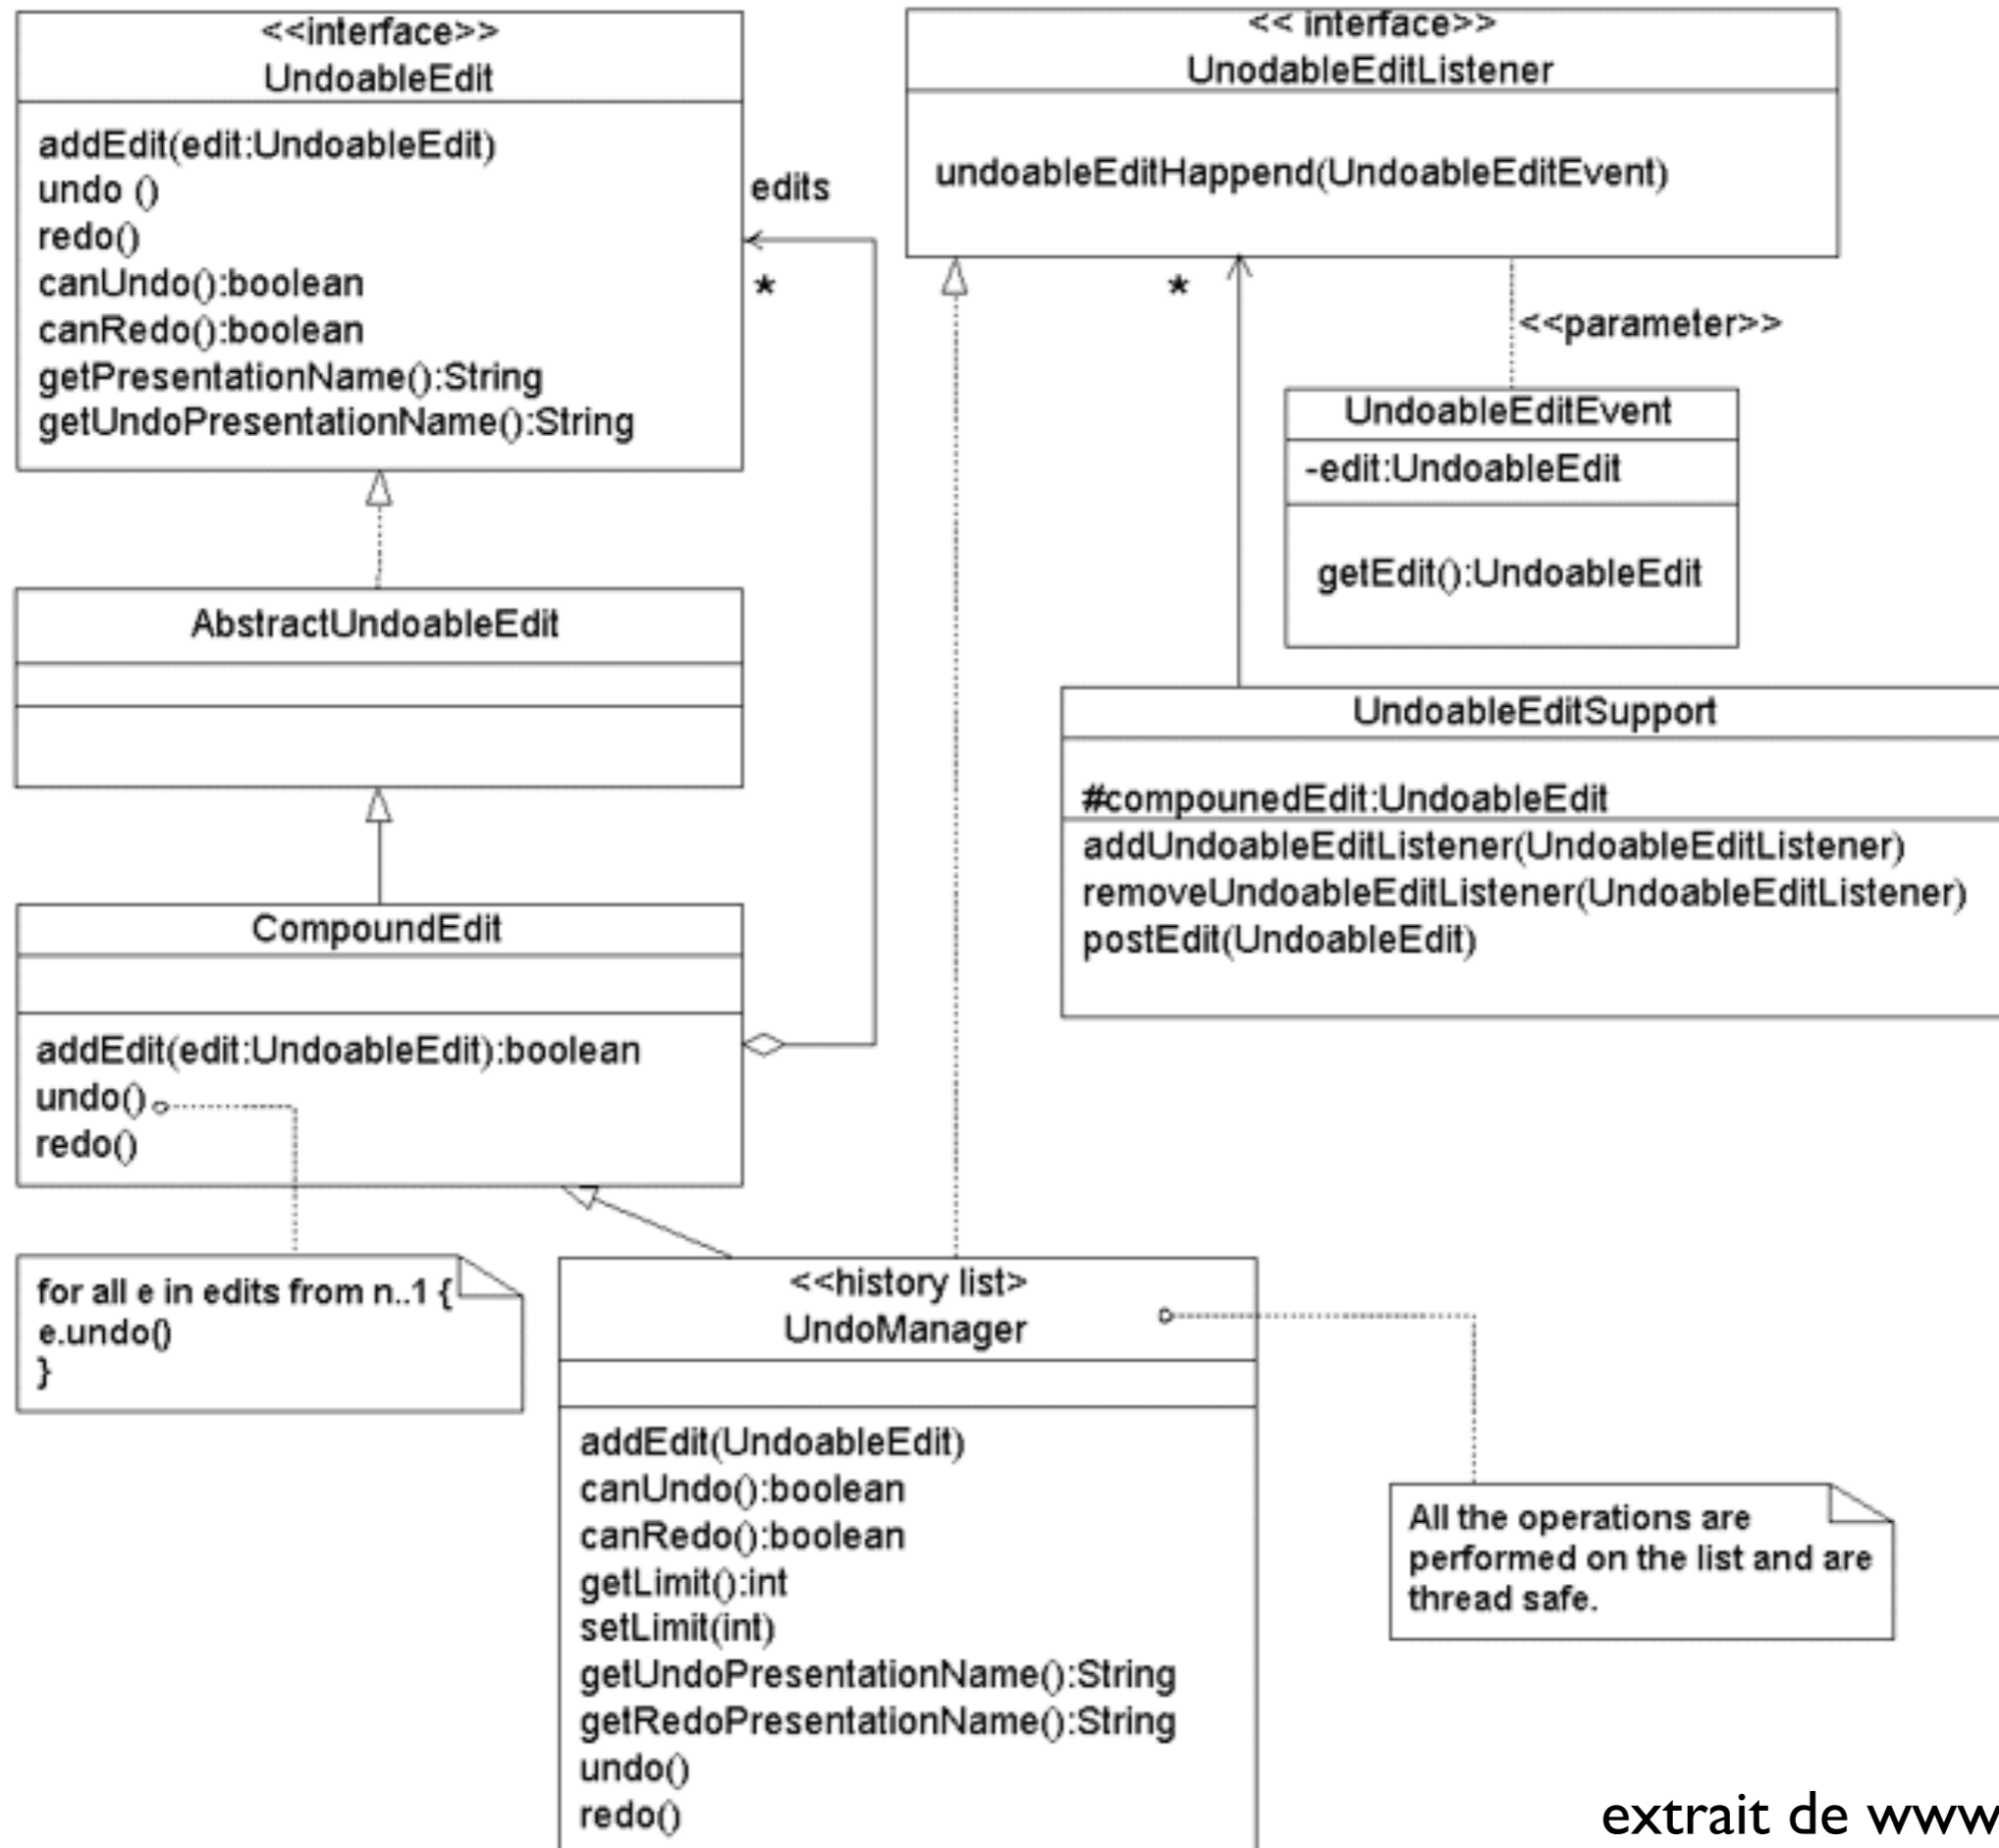 <<interface>>
UndoableEdit
addEdit(edit:UndoableEdit)
undo ()
redo()
canUndo():boolean
canRedo():boolean
getPresentationName():String
getUndoPresentationName():String
edits
*
<< interface>>
UnodableEditListener
undoableEditHappend(UndoableEditEvent)
*
<<parameter>>
UndoableEditEvent
-edit:UndoableEdit
getEdit():UndoableEdit
AbstractUndoableEdit
UndoableEditSupport
#compounedEdit:UndoableEdit
addUndoableEditListener(UndoableEditListener)
removeUndoableEditListener(UndoableEditListener)
postEdit(UndoableEdit)
CompoundEdit
addEdit(edit:UndoableEdit):boolean
undo()
redo()
for all e in edits from n..1 {
e.undo()
}
<<history list>
UndoManager
addEdit(UndoableEdit)
canUndo():boolean
canRedo():boolean
getLimit():int
setLimit(int)
getUndoPresentationName():String
getRedoPresentationName():String
undo()
redo()
All the operations are
performed on the list and are
thread safe.
extrait de www